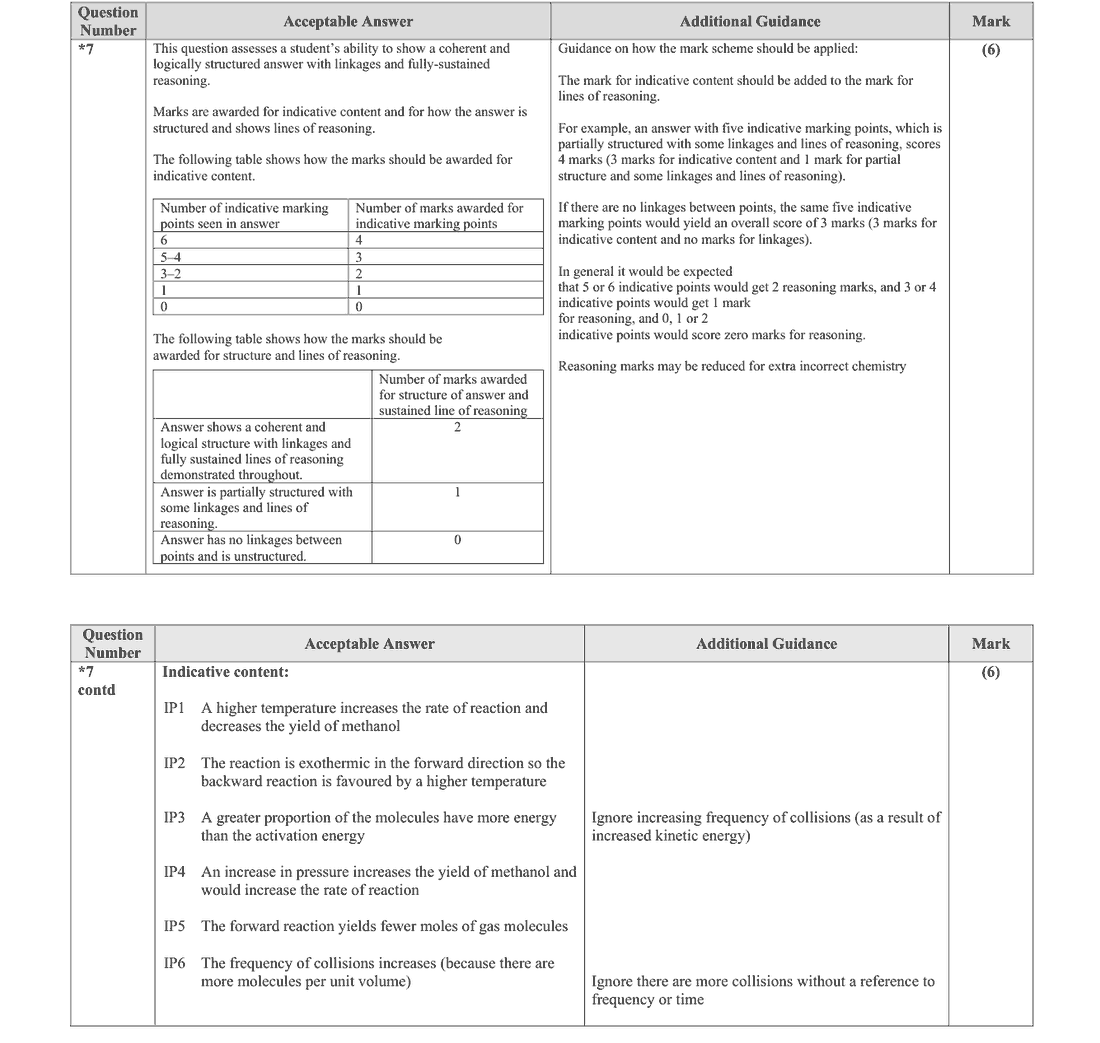 Question Number
Acceptable Answer
Additional Guidance
Mark
*7
This question assesses a student's ability to show a coherent and
logically structured answer with linkages and fully-sustained
reasoning.
Marks are awarded for indicative content and for how the answer is
structured and shows lines of reasoning.
The following table shows how the marks should be awarded for
indicative content.
Number of indicative marking
points seen in answer
Number of marks awarded for
indicative marking points
6
4
5–4
3
3–2
2
1
1
0
0
The following table shows how the marks should be
awarded for structure and lines of reasoning.
Number of marks awarded
for structure of answer and
sustained line of reasoning
Answer shows a coherent and
logical structure with linkages and
fully sustained lines of reasoning
demonstrated throughout.
2
Answer is partially structured with
some linkages and lines of
reasoning.
1
Answer has no linkages between
points and is unstructured.
0
Guidance on how the mark scheme should be applied:
The mark for indicative content should be added to the mark for
lines of reasoning.
For example, an answer with five indicative marking points, which is
partially structured with some linkages and lines of reasoning, scores
4 marks (3 marks for indicative content and 1 mark for partial
structure and some linkages and lines of reasoning).
If there are no linkages between points, the same five indicative
marking points would yield an overall score of 3 marks (3 marks for
indicative content and no marks for linkages).
In general it would be expected
that 5 or 6 indicative points would get 2 reasoning marks, and 3 or 4
indicative points would get 1 mark
for reasoning, and 0, 1 or 2
indicative points would score zero marks for reasoning.
Reasoning marks may be reduced for extra incorrect chemistry
(6)
Question
Number
Acceptable Answer
Additional Guidance
Mark
*7
contd
Indicative content:
IP1 A higher temperature increases the rate of reaction and
decreases the yield of methanol
IP2 The reaction is exothermic in the forward direction so the
backward reaction is favoured by a higher temperature
IP3 A greater proportion of the molecules have more energy
than the activation energy
IP4 An increase in pressure increases the yield of methanol and
would increase the rate of reaction
IP5 The forward reaction yields fewer moles of gas molecules
IP6 The frequency of collisions increases (because there are
more molecules per unit volume)
Ignore increasing frequency of collisions (as a result of
increased kinetic energy)
Ignore there are more collisions without a reference to
frequency or time
(6)